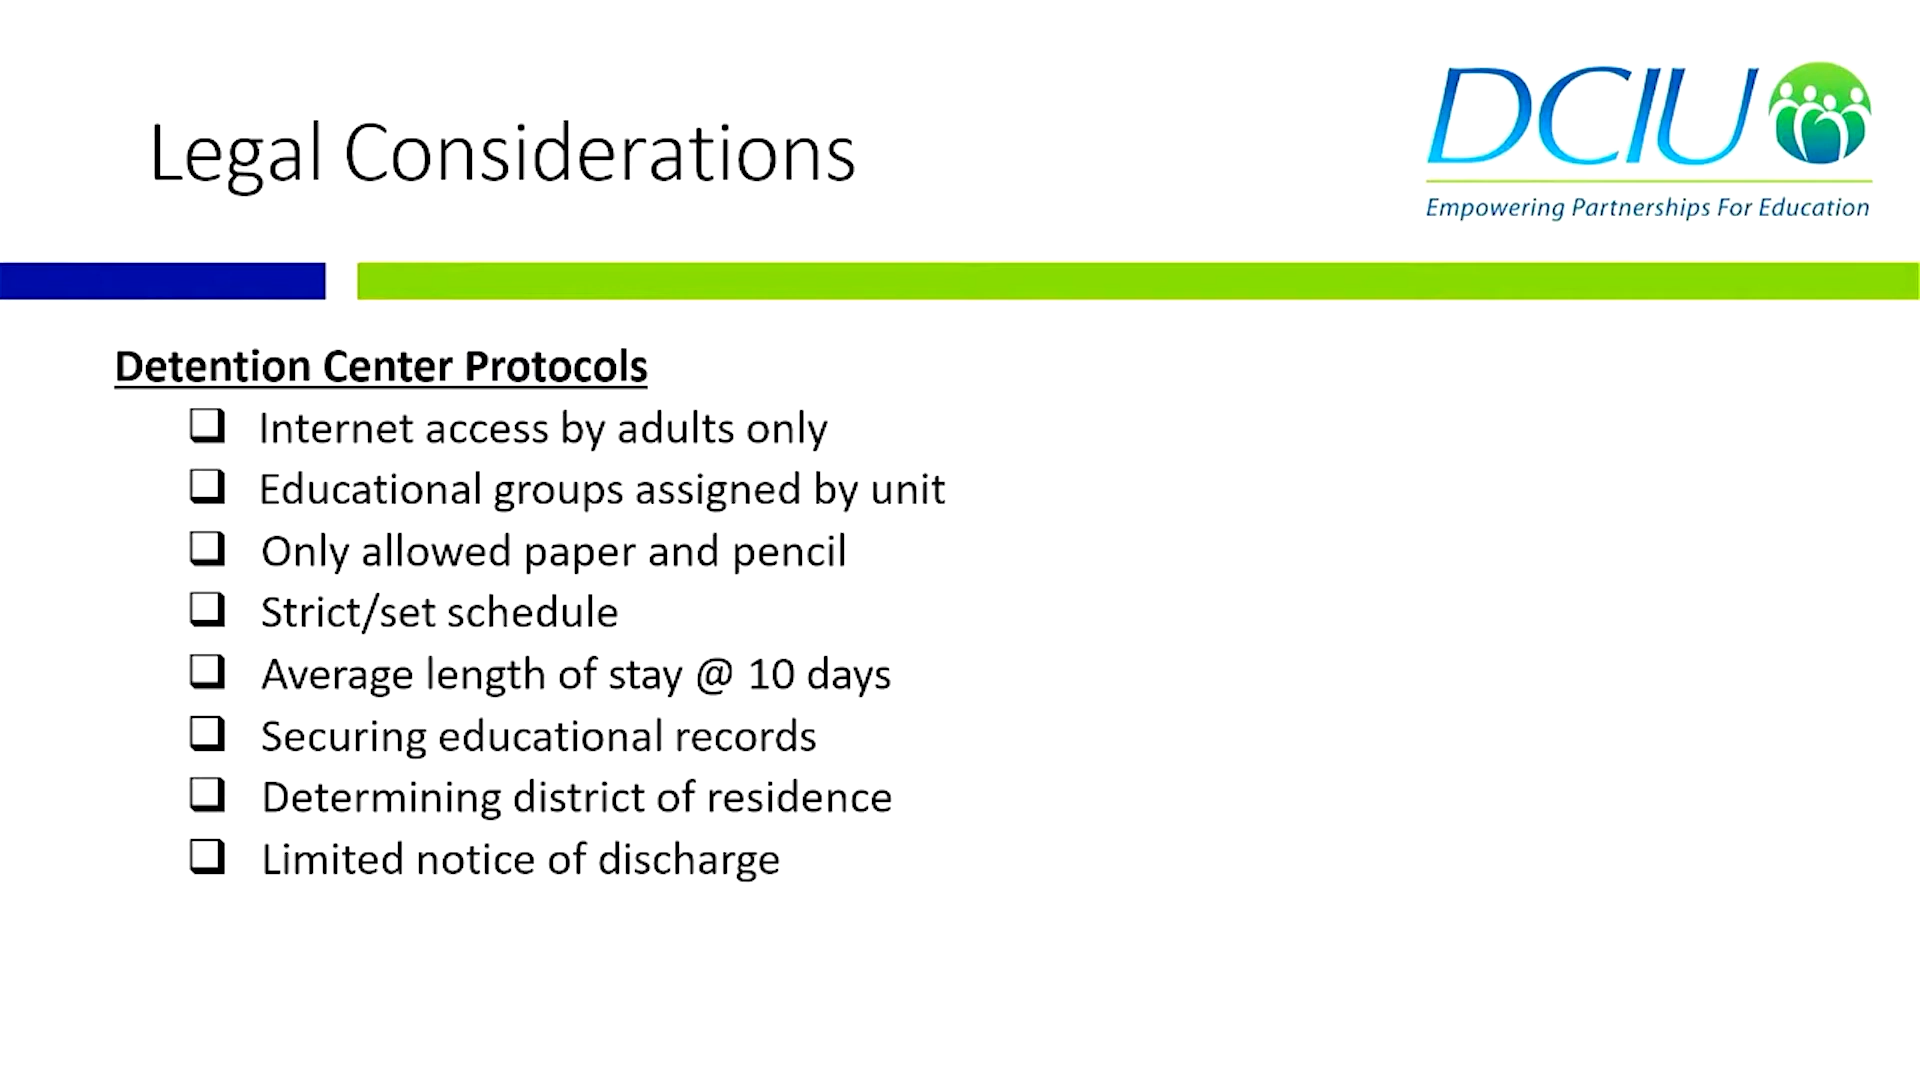 DCIU
Legal Considerations
Empowering Partnerships For Education
Detention Center Protocols
Internet access by adults only
Educational groups assigned by unit
Only allowed paper and pencil
Strict/set schedule
Average length of stay @ 10 days
Securing educational records
Determining district of residence
Limited notice of discharge